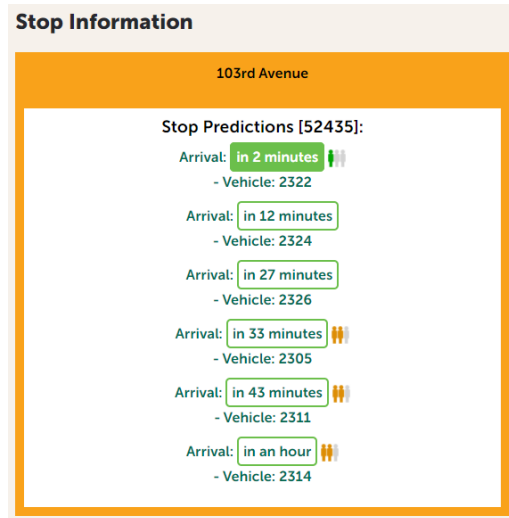 Stop Information
103rd Avenue
Stop Predictions [52435]:
Arrival: in 2 minutes
- Vehicle: 2322
Arrival: in 12 minutes
- Vehicle: 2324
Arrival: in 27 minutes
- Vehicle: 2326
Arrival: in 33 minutes
- Vehicle: 2305
Arrival: in 43 minutes
- Vehicle: 2311
Arrival: in an hour
- Vehicle: 2314